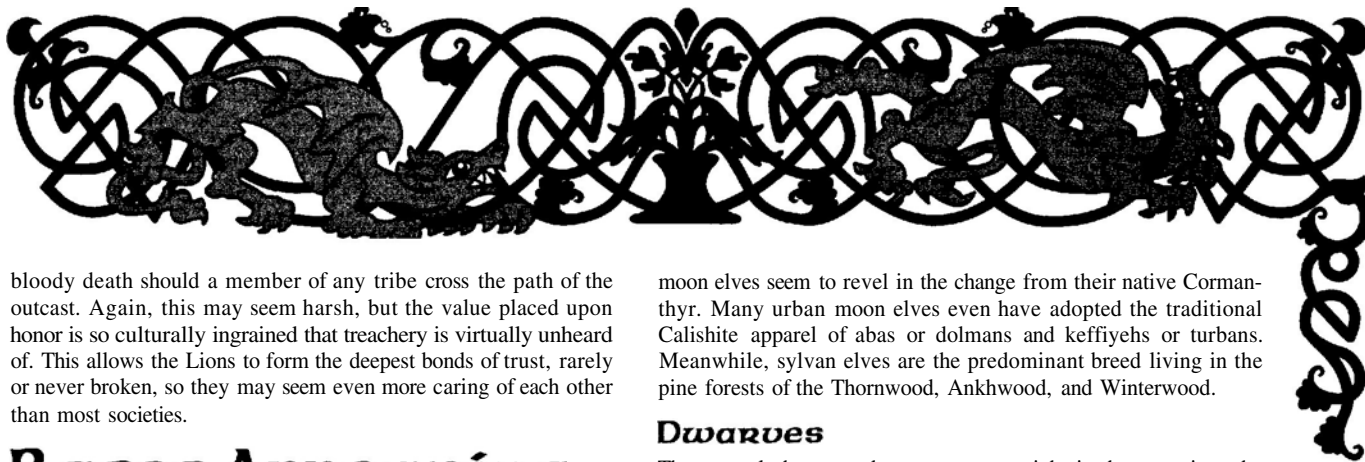 bloody death should a member of any tribe cross the path of the
outcast. Again, this may seem harsh, but the value placed upon
honor is so culturally ingrained that treachery is virtually unheard
of. This allows the Lions to form the deepest bonds of trust, rarely
or never broken, so they may seem even more caring of each other
than most societies.
moon elves seem to revel in the change from their native Corman-
thyr. Many urban moon elves even have adopted the traditional
Calishite apparel of abas or dolmans and keffiyehs or turbans.
Meanwhile, sylvan elves are the predominant breed living in the
pine forests of the Thornwood, Ankhwood, and Winterwood.
Dwarves